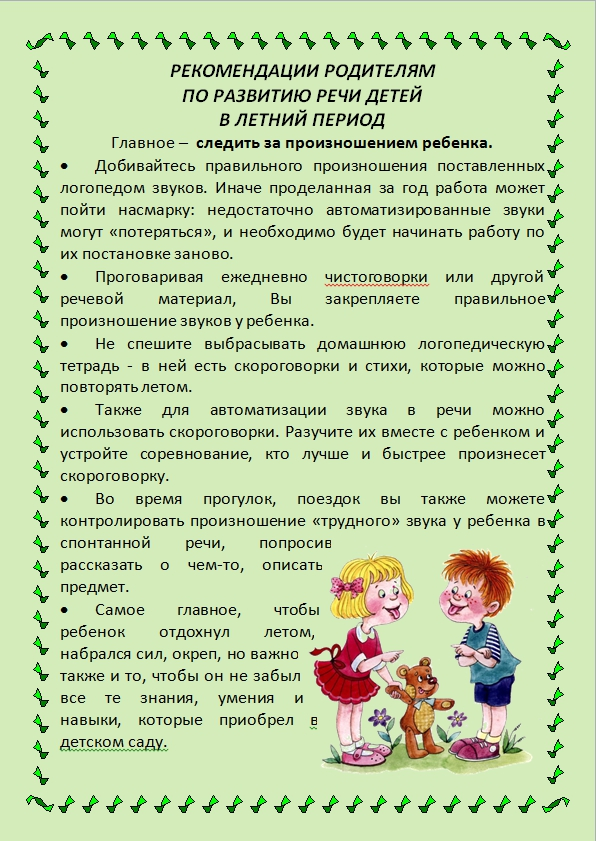 РЕКОМЕНДАЦИИ РОДИТЕЛЯМ
ПО РАЗВИТИЮ РЕЧИ ДЕТЕЙ
В ЛЕТНИЙ ПЕРИОД
Главное – следить за произношением ребенка.
• Добивайтесь правильного произношения поставленных
логопедом звуков. Иначе проделанная за год работа может
пойти насмарку: недостаточно автоматизированные звуки
могут «потеряться», и необходимо будет начинать работу по
их постановке заново.
• Проговаривая ежедневно чистоговорки или другой
речевой материал, Вы закрепляете правильное
произношение звуков у ребенка.
• Не спешите выбрасывать домашнюю логопедическую
тетрадь - в ней есть скороговорки и стихи, которые можно
повторять летом.
• Также для автоматизации звука в речи можно
использовать скороговорки. Разучите их вместе с ребенком и
устройте соревнование, кто лучше и быстрее произнесет
скороговорку.
• Во время прогулок, поездок вы также можете
контролировать произношение «трудного» звука у ребенка в
спонтанной речи, попросив
рассказать о чем-то, описать
предмет.
• Самое главное, чтобы
ребенок отдохнул летом,
набрался сил, окреп, но важно
также и то, чтобы он не забыл
все те знания, умения и
навыки, которые приобрел в
детском саду.